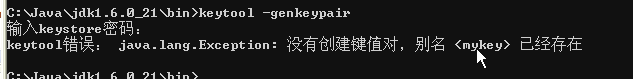 C:\Java\jdk1.6.0_21\bin>keytool -genkeypair
输入keystore密码：
keytool错误： java.lang.Exception: 没有创建键值对，别名 <mykey> 已经存在
C:\Java\jdk1.6.0_21\bin>